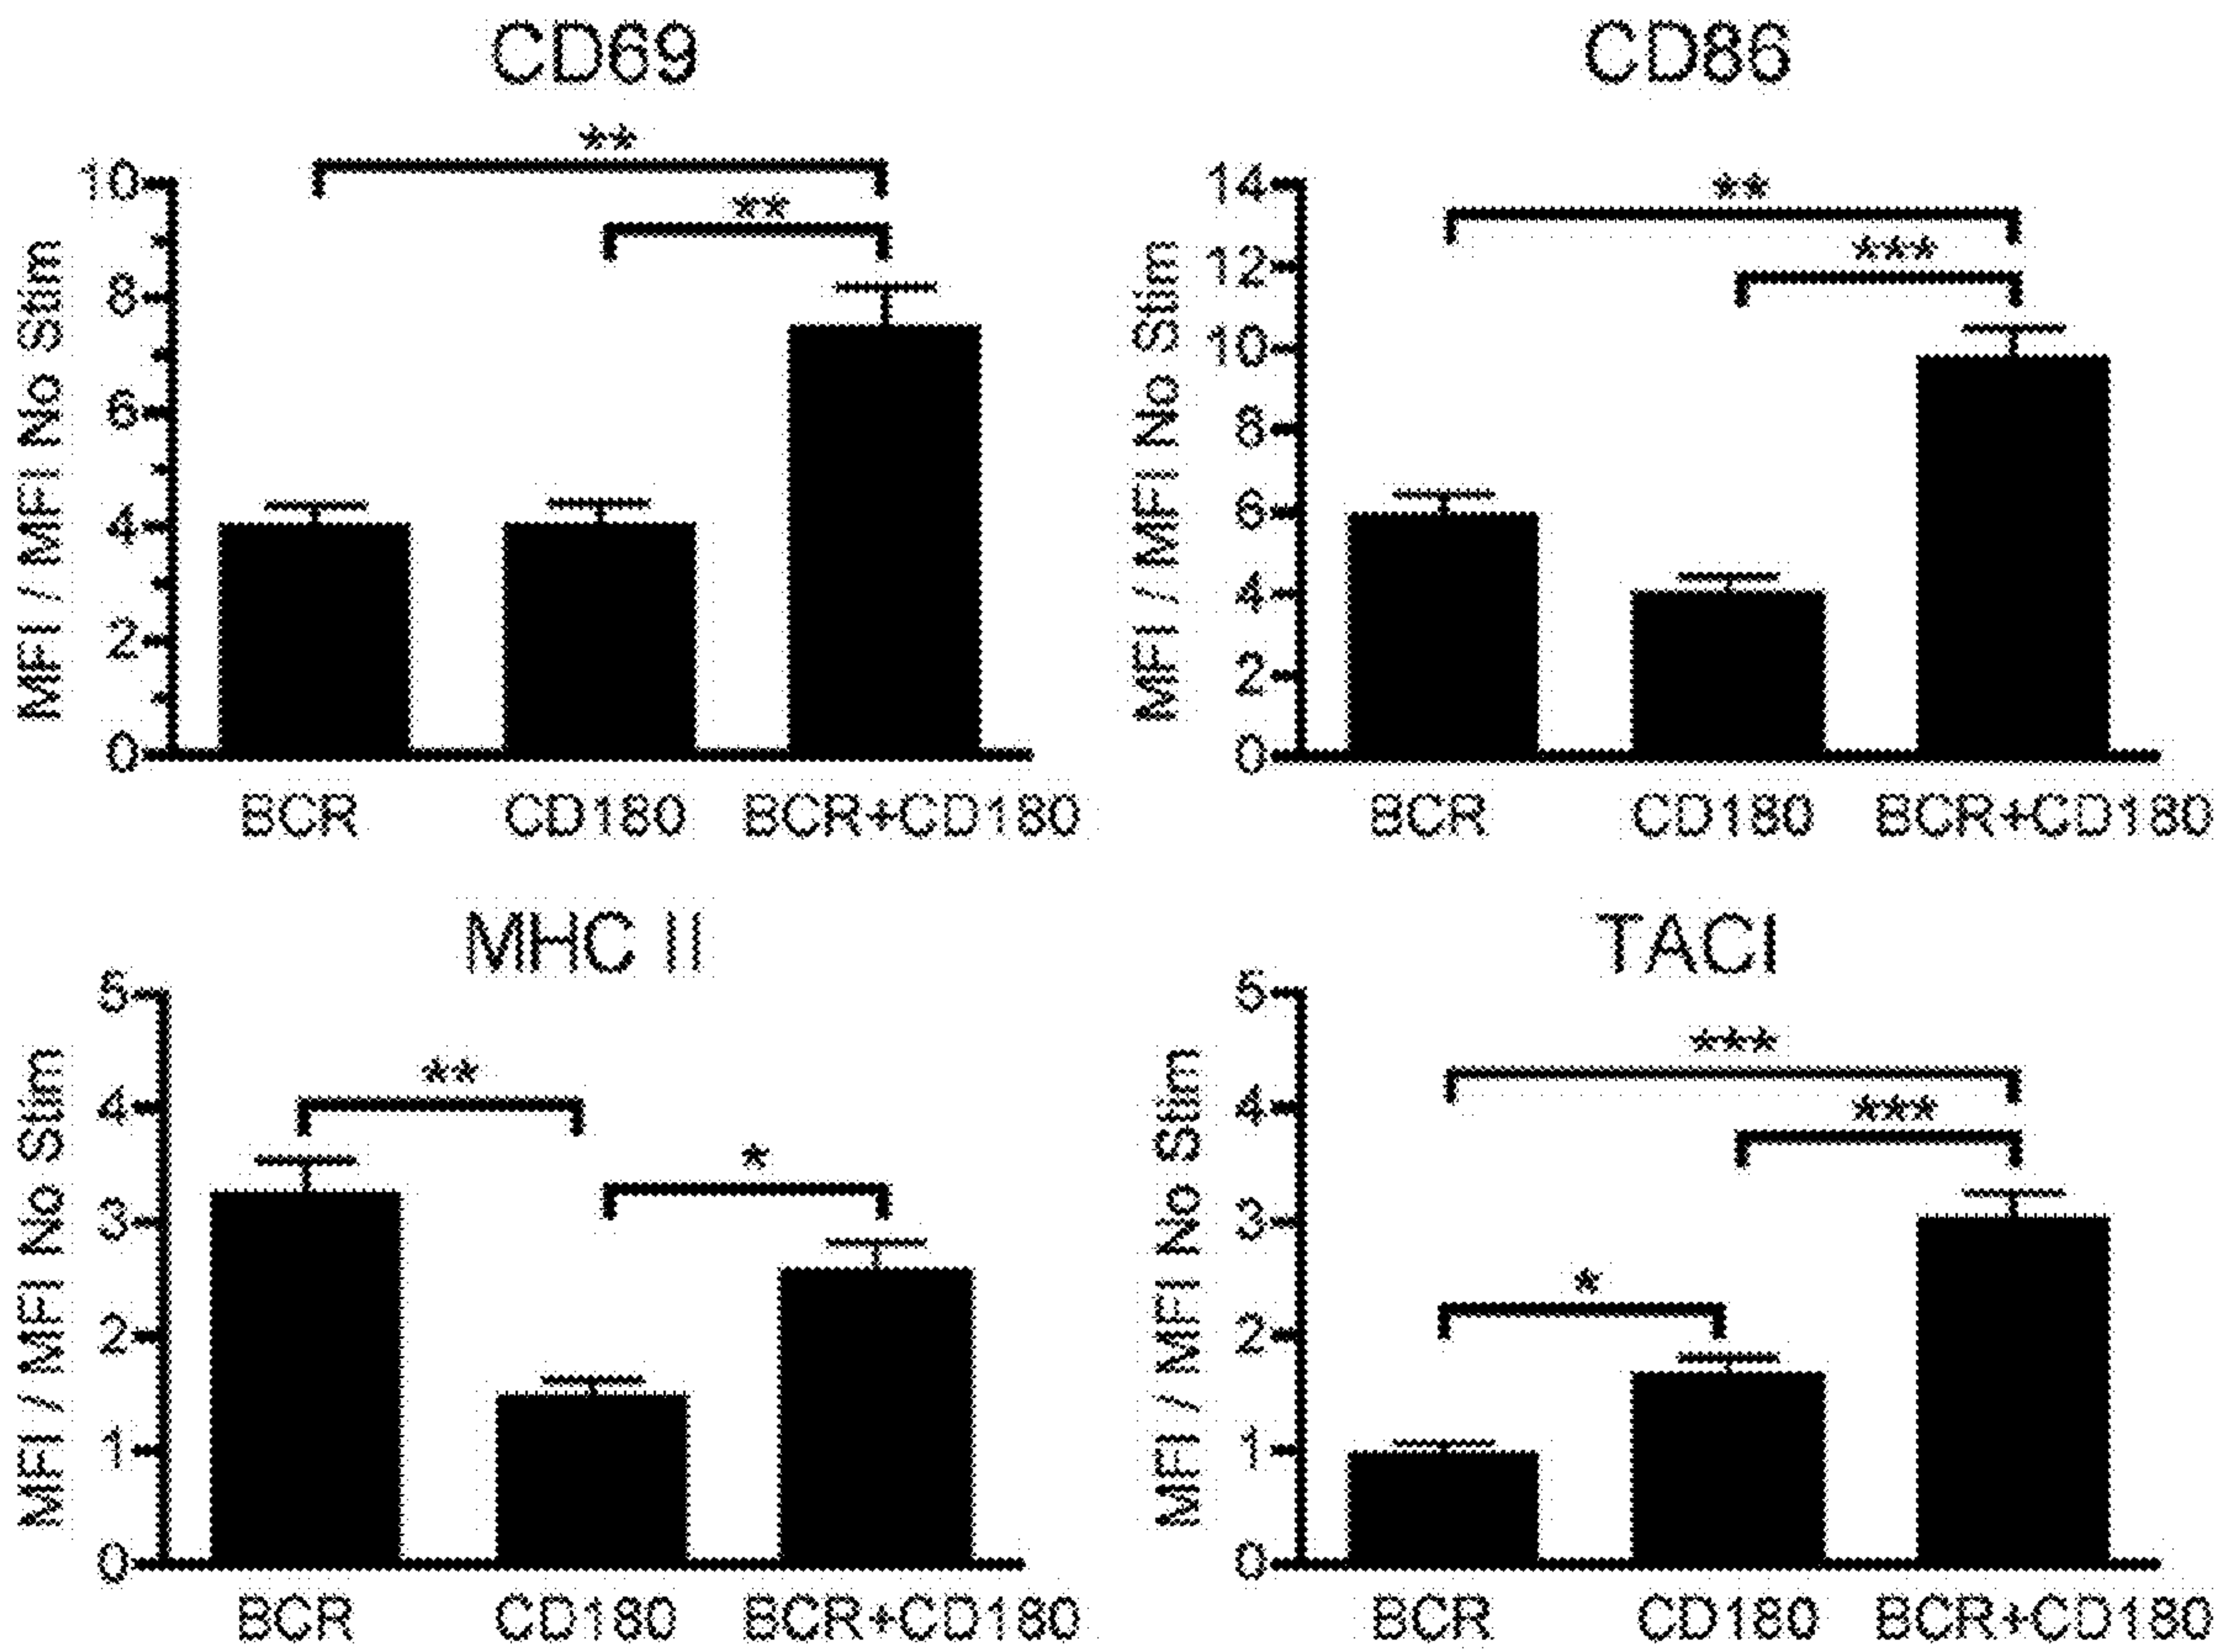 CD69
**
**
10
8
6
4
2
0
MFI / MFI No Stim
BCR CD180 BCR+CD180
CD86
**
***
14
12
10
8
6
4
2
0
MFI / MFI No Stim
BCR CD180 BCR+CD180
MHC II
**
*
5
4
3
2
1
0
MFI / MFI No Stim
BCR CD180 BCR+CD180
TACI
***
***
*
5
4
3
2
1
0
MFI / MFI No Stim
BCR CD180 BCR+CD180